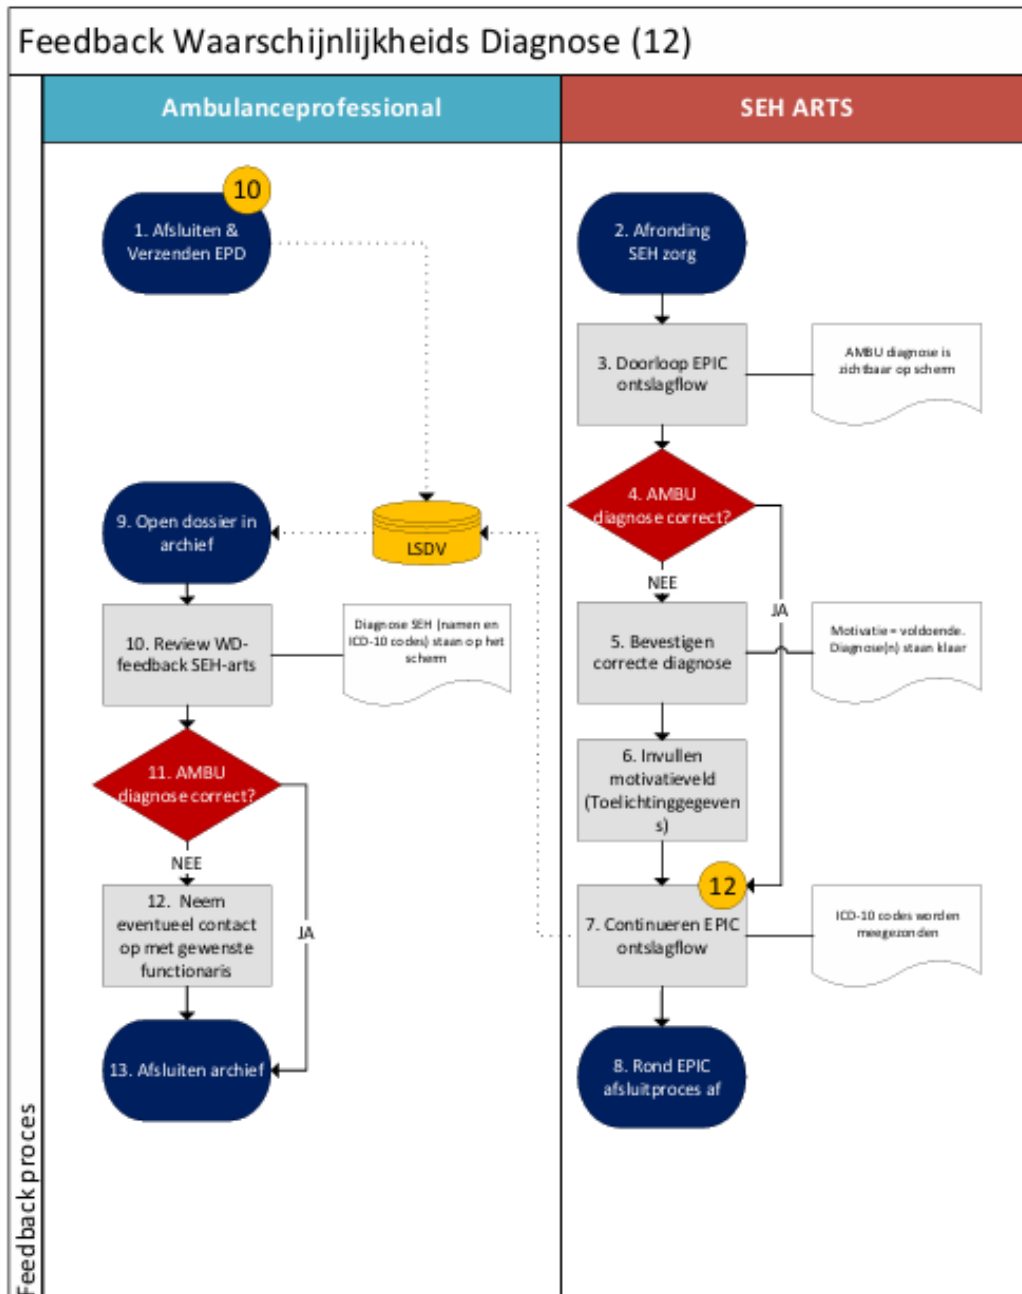 Feedback Waarschijnlijkheids Diagnose (12)
Ambulanceprofessional
SEH ARTS
10
1. Afsluiten &
Verzenden EPD
2. Afronding
SEH zorg
3. Doorloop EPIC
ontslagflow
AMBU diagnose is
zichtbaar op scherm
4. AMBU
diagnose correct?
NEE
JA
9. Open dossier in
archief
LSDV
10. Review WD-
feedback SEH-arts
Diagnose SEH (namen en
ICD-10 codes) staan op het
scherm
5. Bevestigen
correcte diagnose
Motivatie = voldoende.
Diagnose(n) staan klaar
6. Invullen
motivatieveld
(Toelichtinggegeven
s)
11. AMBU
diagnose correct?
NEE
JA
12. Neem
eventueel contact
op met gewenste
functionaris
12
7. Continueren EPIC
ontslagflow
ICD-10 codes worden
meegezonden
13. Afsluiten archief
8. Rond EPIC
afsluitproces af
Feedback proces